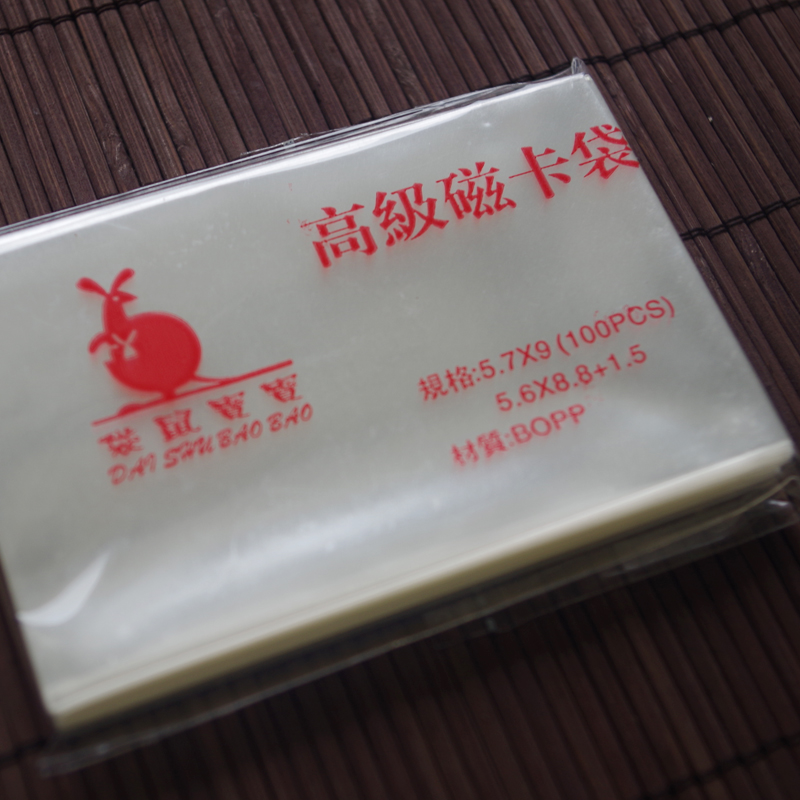 高級磁卡袋
規格:5.7X9 (100PCS)
5.6X8.8+1.5
材質:BOPP
袋鼠寶寶
DAI SHU BAO BAO